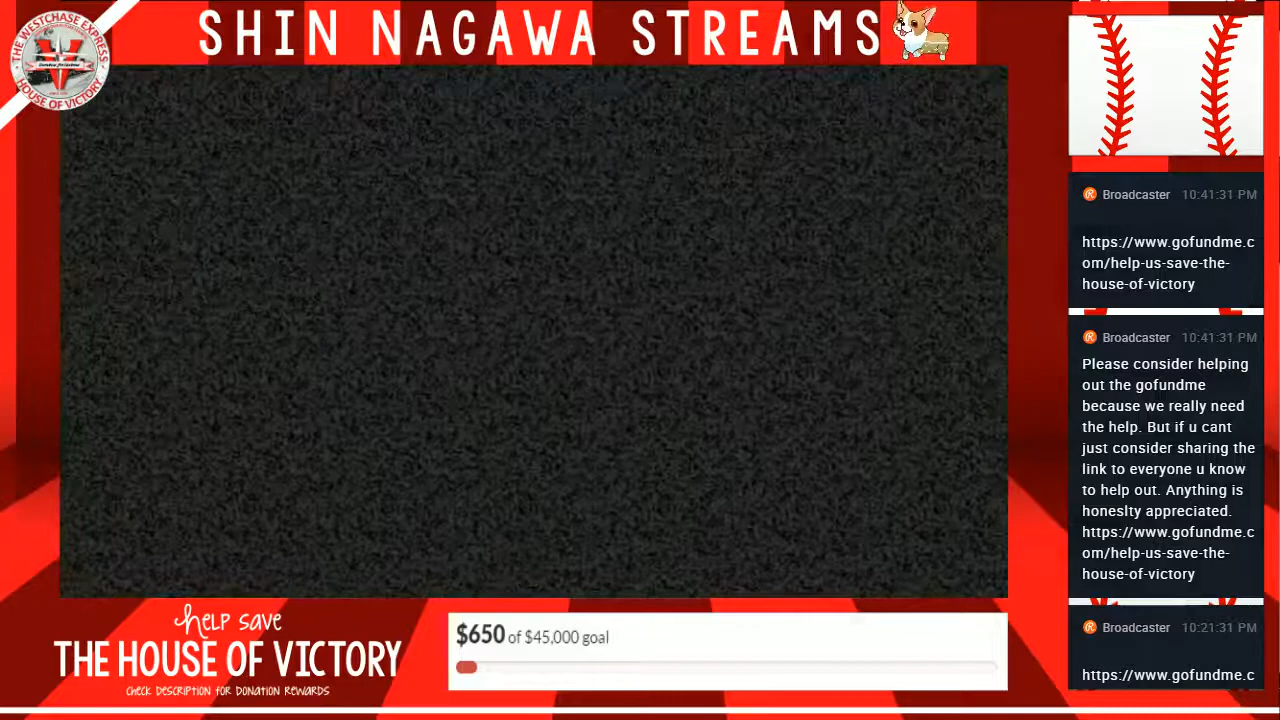 SHIN NAGAWA STREAMS
THE WESTCHASE EXPRESS
HOUSE OF VICTORY
Broadcaster 10:41:31 PM
https://www.gofundme.c
om/help-us-save-the-
house-of-victory
Broadcaster 10:41:31 PM
Please consider helping
out the gofundme
because we really need
the help. But if u cant
just consider sharing the
link to everyone u know
to help out. Anything is
honeslty appreciated.
https://www.gofundme.c
om/help-us-save-the-
house-of-victory
Broadcaster 10:21:31 PM
https://www.gofundme.c
help save
THE HOUSE OF VICTORY
CHECK DESCRIPTION FOR DONATION REWARDS
$650 of $45,000 goal